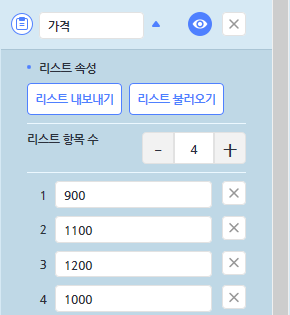 가격
리스트 속성
리스트 내보내기 리스트 불러오기
리스트 항목 수 - 4 +
1 900
2 1100
3 1200
4 1000